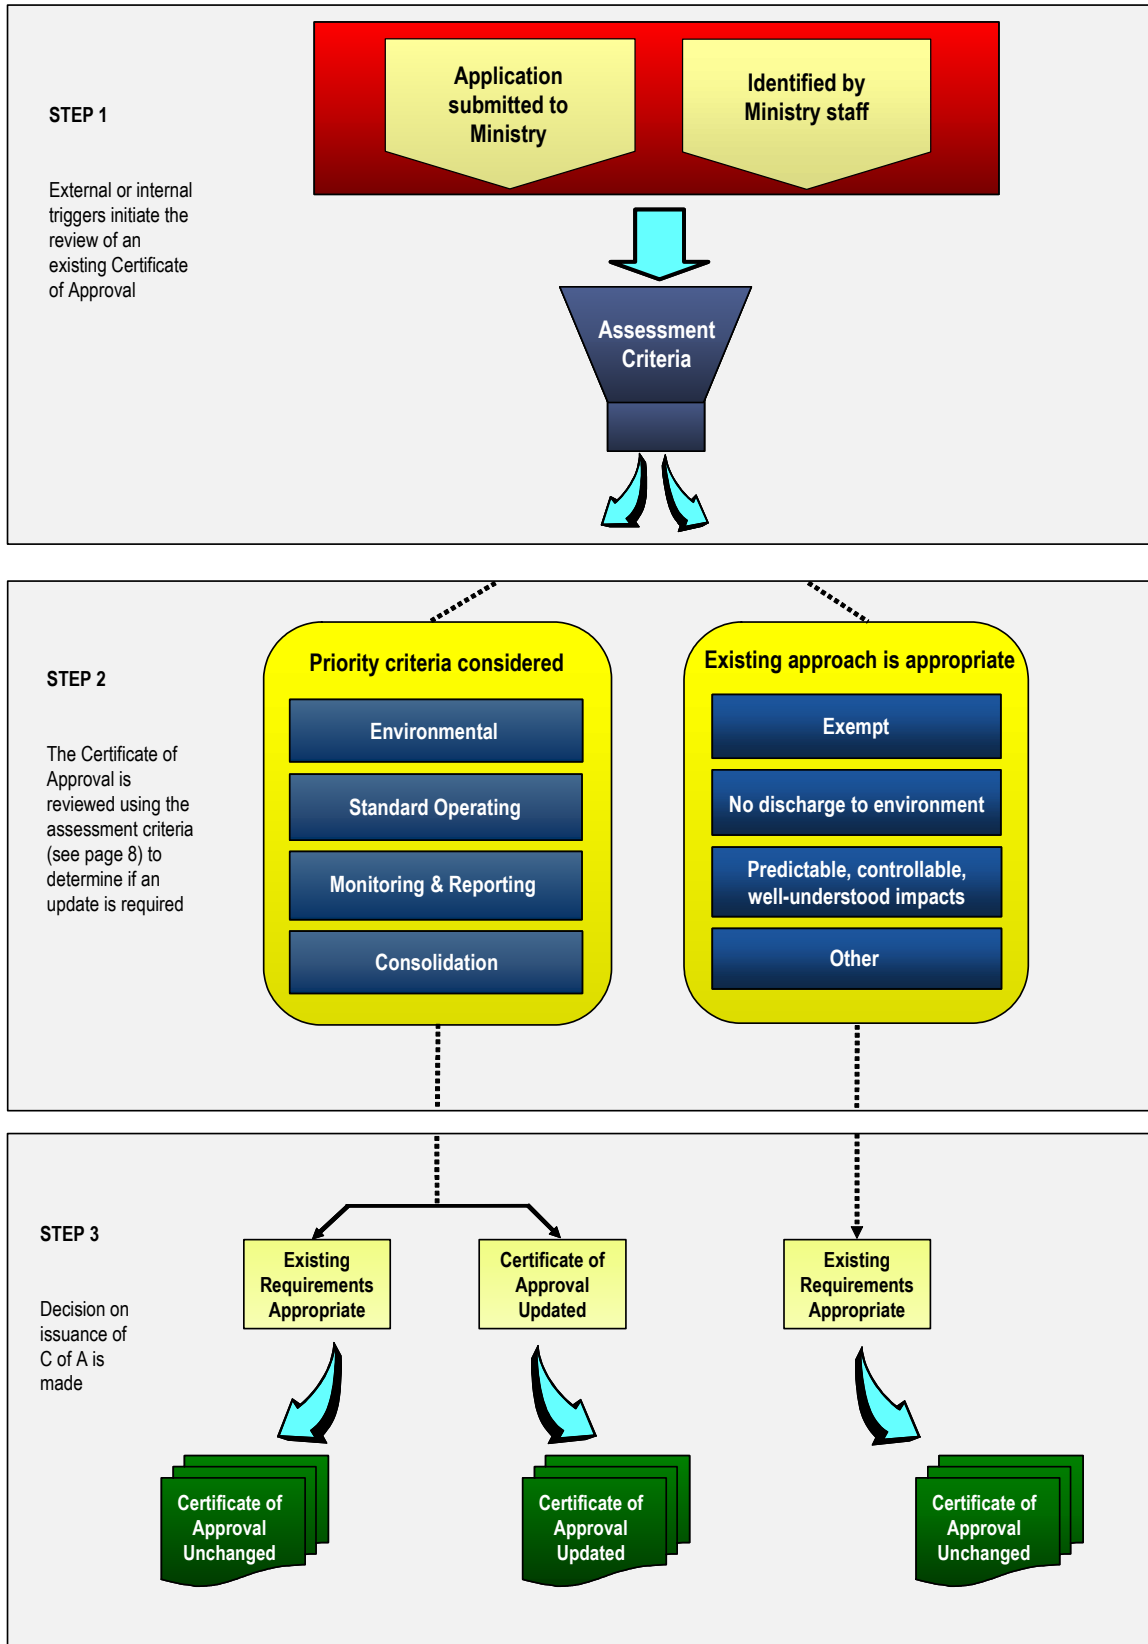 STEP 1
External or internal
triggers initiate the
review of an
existing Certificate
of Approval
Application
submitted to
Ministry
Identified by
Ministry staff
Assessment
Criteria
STEP 2
The Certificate of
Approval is
reviewed using the
assessment criteria
(see page 8) to
determine if an
update is required
Priority criteria considered
Environmental
Standard Operating
Monitoring & Reporting
Consolidation
Existing approach is appropriate
Exempt
No discharge to environment
Predictable, controllable,
well-understood impacts
Other
STEP 3
Decision on
issuance of
C of A is
made
Existing
Requirements
Appropriate
Certificate of
Approval
Updated
Existing
Requirements
Appropriate
Certificate of
Approval
Unchanged
Certificate of
Approval
Updated
Certificate of
Approval
Unchanged